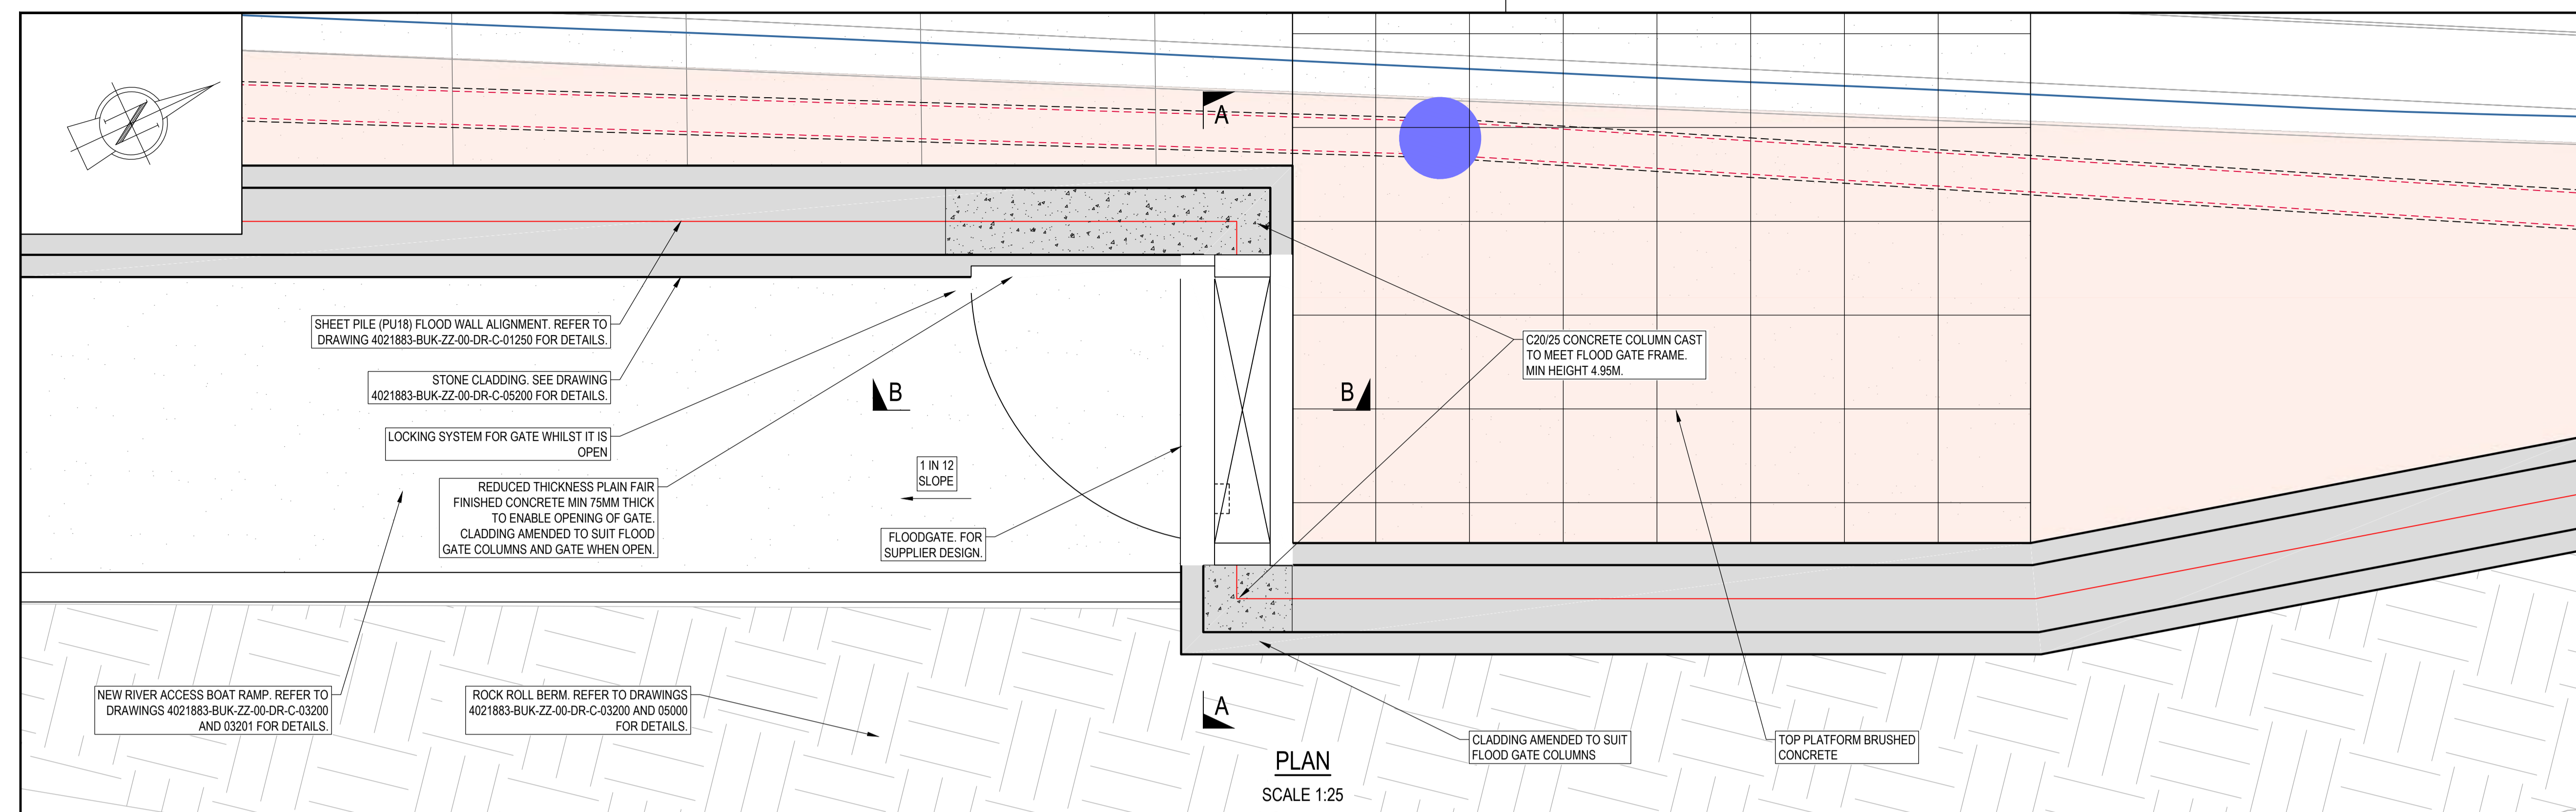 A
SHEET PILE (PU18) FLOOD WALL ALIGNMENT. REFER TO
DRAWING 4021883-BUK-ZZ-00-DR-C-01250 FOR DETAILS.
STONE CLADDING. SEE DRAWING
4021883-BUK-ZZ-00-DR-C-05200 FOR DETAILS.
LOCKING SYSTEM FOR GATE WHILST IT IS
OPEN
REDUCED THICKNESS PLAIN FAIR
FINISHED CONCRETE MIN 75MM THICK
TO ENABLE OPENING OF GATE.
CLADDING AMENDED TO SUIT FLOOD
GATE COLUMNS AND GATE WHEN OPEN.
B
B
1 IN 12
SLOPE
FLOODGATE. FOR
SUPPLIER DESIGN.
C20/25 CONCRETE COLUMN CAST
TO MEET FLOOD GATE FRAME.
MIN HEIGHT 4.95M.
NEW RIVER ACCESS BOAT RAMP. REFER TO
DRAWINGS 4021883-BUK-ZZ-00-DR-C-03200
AND 03201 FOR DETAILS.
ROCK ROLL BERM. REFER TO DRAWINGS
4021883-BUK-ZZ-00-DR-C-03200 AND 05000
FOR DETAILS.
A
CLADDING AMENDED TO SUIT
FLOOD GATE COLUMNS
TOP PLATFORM BRUSHED
CONCRETE
PLAN
SCALE 1:25